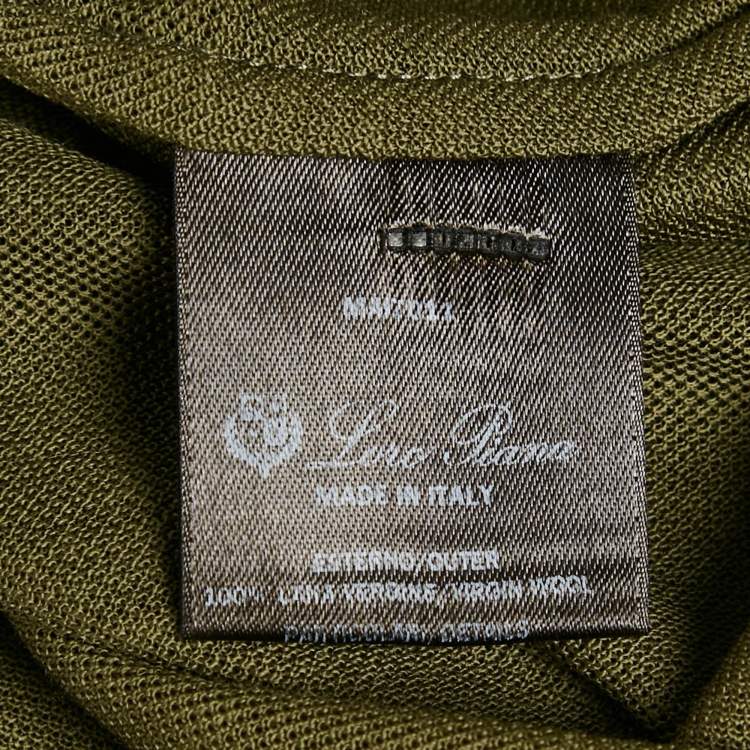 Loro Piana
MADE IN ITALY
ESTERNO/OUTER
100% LANA VERGINE/VIRGIN WOOL